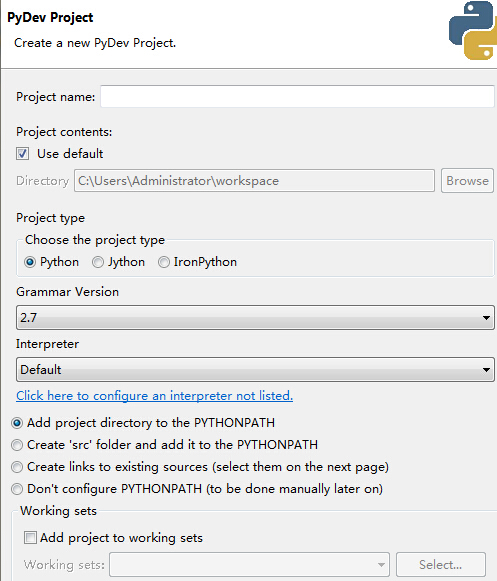 PyDev Project
Create a new PyDev Project.
Project name:
Project contents:
Use default
Directory C:\Users\Administrator\workspace Browse
Project type
Choose the project type
Python Jython IronPython
Grammar Version
2.7
Interpreter
Default
Click here to configure an interpreter not listed.
Add project directory to the PYTHONPATH
Create 'src' folder and add it to the PYTHONPATH
Create links to existing sources (select them on the next page)
Don't configure PYTHONPATH (to be done manually later on)
Working sets
Add project to working sets
Working sets: Select...